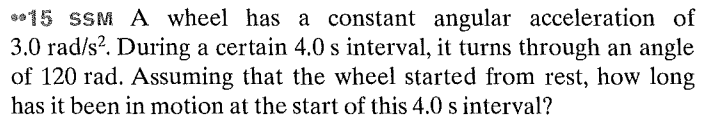 ••15 SSM A wheel has a constant angular acceleration of
3.0 rad/s². During a certain 4.0 s interval, it turns through an angle
of 120 rad. Assuming that the wheel started from rest, how long
has it been in motion at the start of this 4.0 s interval?